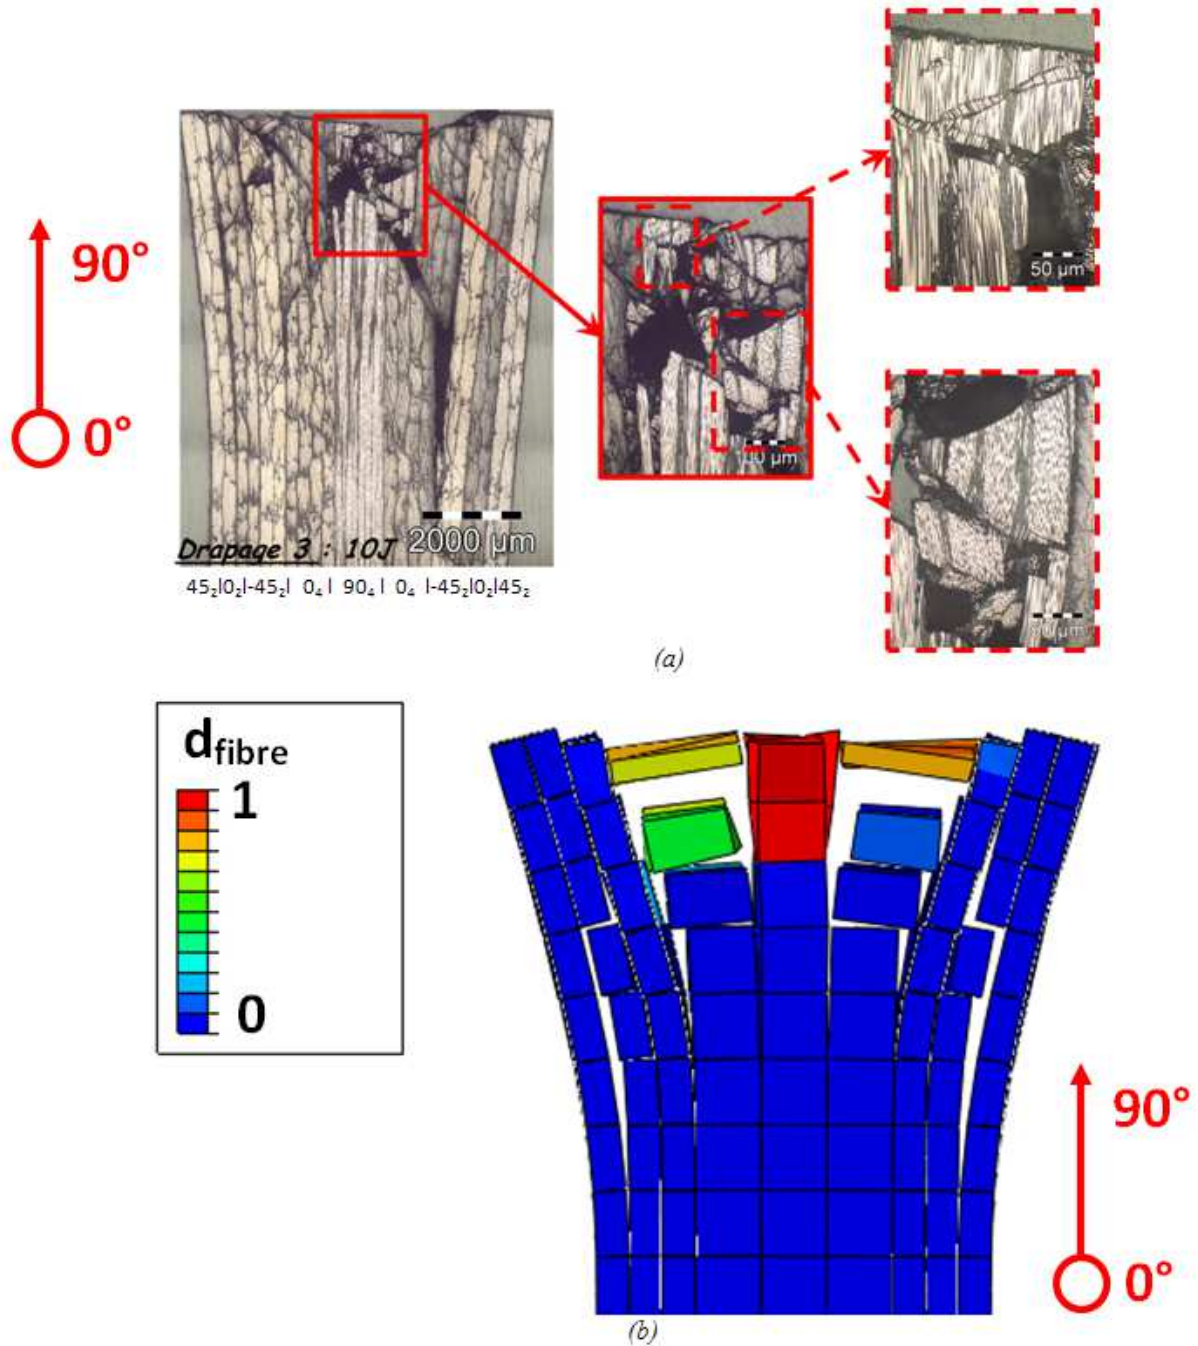 90°
0°
Drapage 3 : 10J
2000 µm
45₂|0₂|-45₂| 0₄ | 90₄ | 0₄ |-45₂|0₂|45₂
50 µm
(a)
d_fibre
1
0
90°
0°
(b)